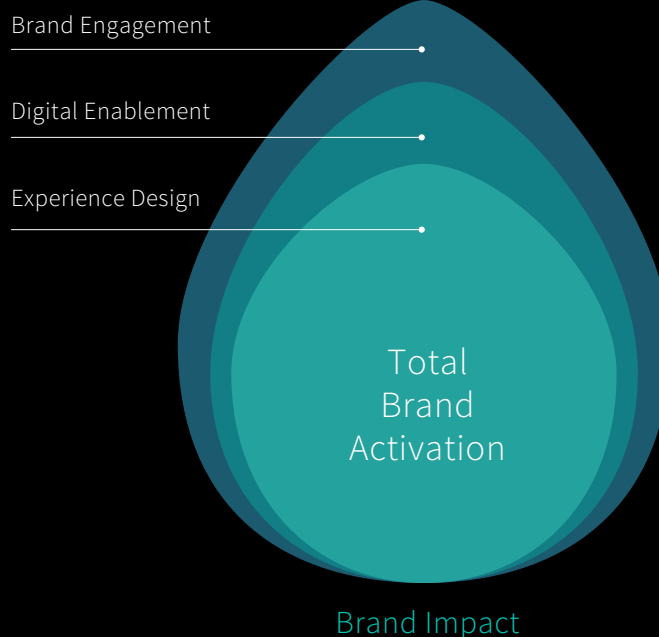 Brand Engagement
Digital Enablement
Experience Design
Total
Brand
Activation
Brand Impact